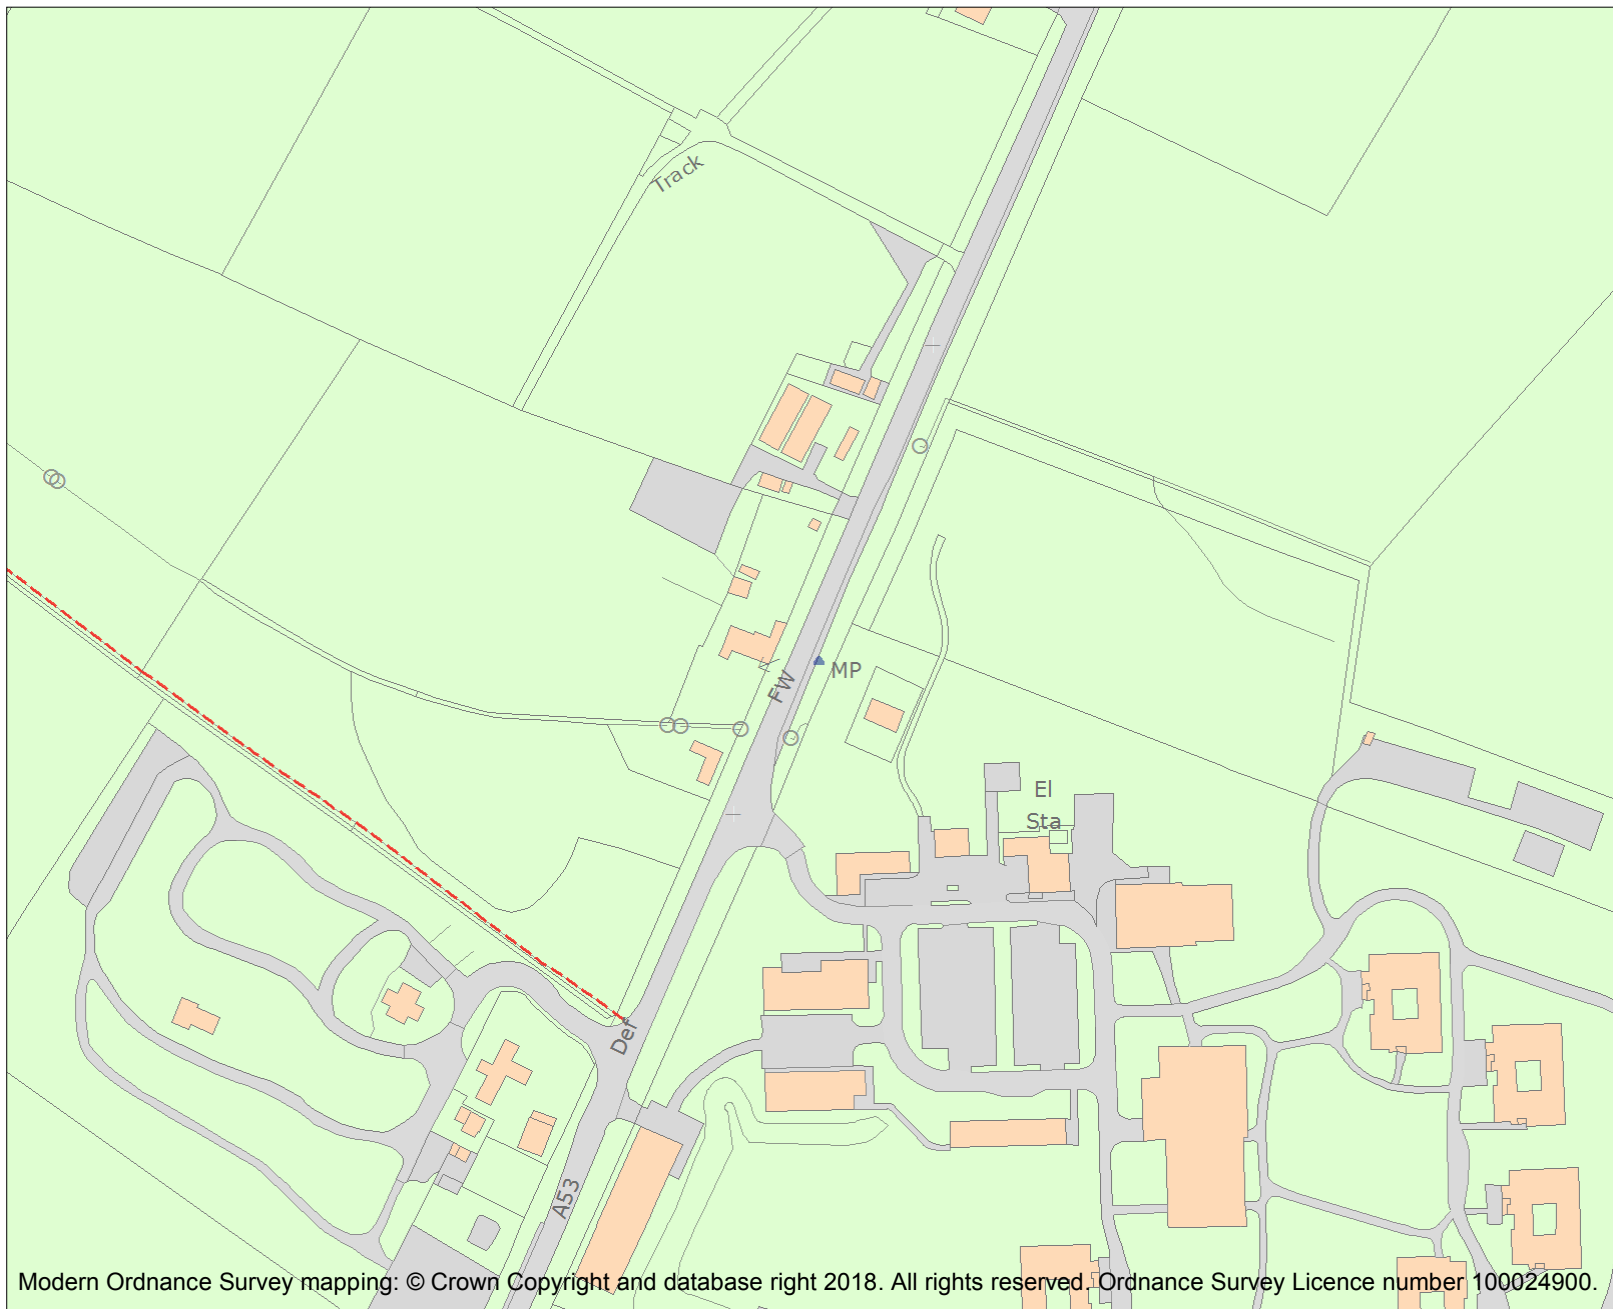 Track
MP
FW
El
Sta
Def
A53
Modern Ordnance Survey mapping: © Crown Copyright and database right 2018. All rights reserved. Ordnance Survey Licence number 100024900.